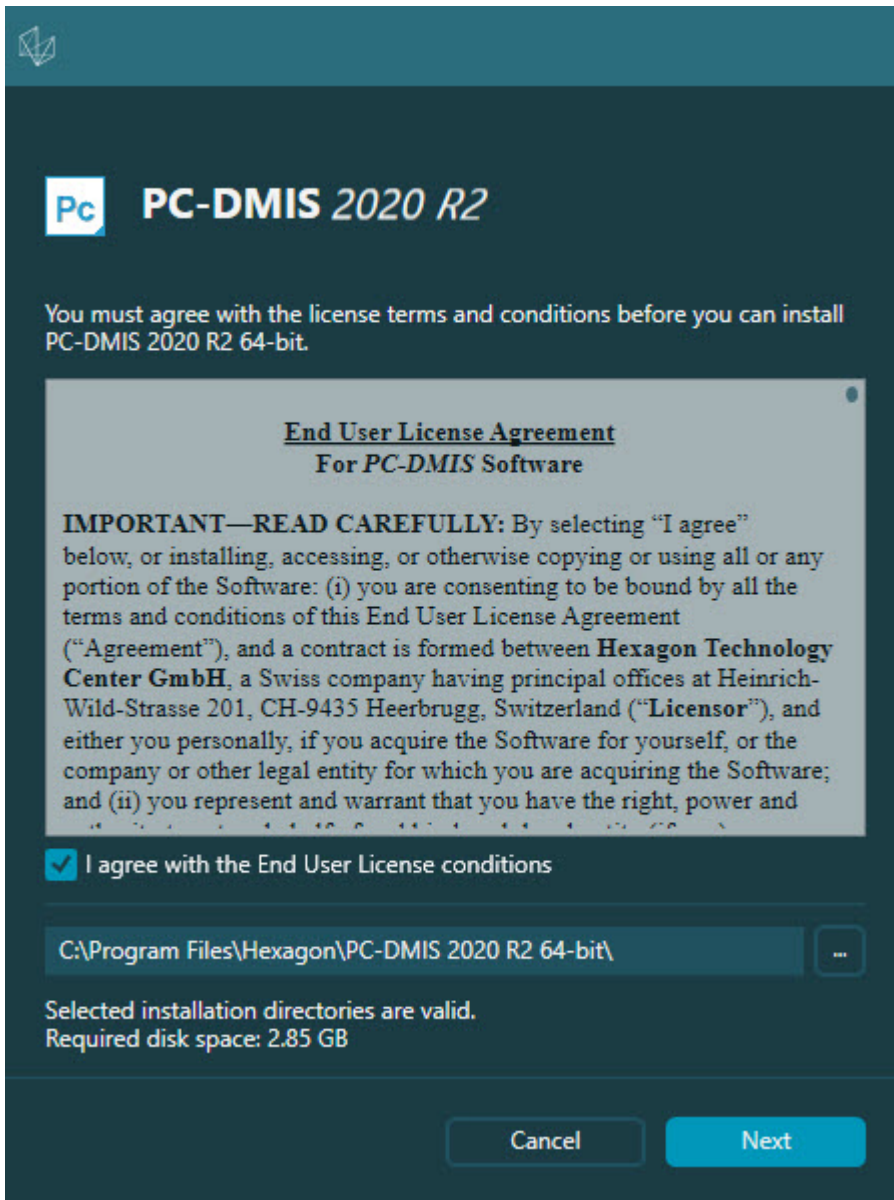 Pc
PC-DMIS 2020 R2
You must agree with the license terms and conditions before you can install
PC-DMIS 2020 R2 64-bit.
End User License Agreement
For PC-DMIS Software
IMPORTANT—READ CAREFULLY: By selecting “I agree”
below, or installing, accessing, or otherwise copying or using all or any
portion of the Software: (i) you are consenting to be bound by all the
terms and conditions of this End User License Agreement
(“Agreement”), and a contract is formed between Hexagon Technology
Center GmbH, a Swiss company having principal offices at Heinrich-
Wild-Strasse 201, CH-9435 Heerbrugg, Switzerland (“Licensor”), and
either you personally, if you acquire the Software for yourself, or the
company or other legal entity for which you are acquiring the Software;
and (ii) you represent and warrant that you have the right, power and
I agree with the End User License conditions
C:\Program Files\Hexagon\PC-DMIS 2020 R2 64-bit\
...
Selected installation directories are valid.
Required disk space: 2.85 GB
Cancel
Next